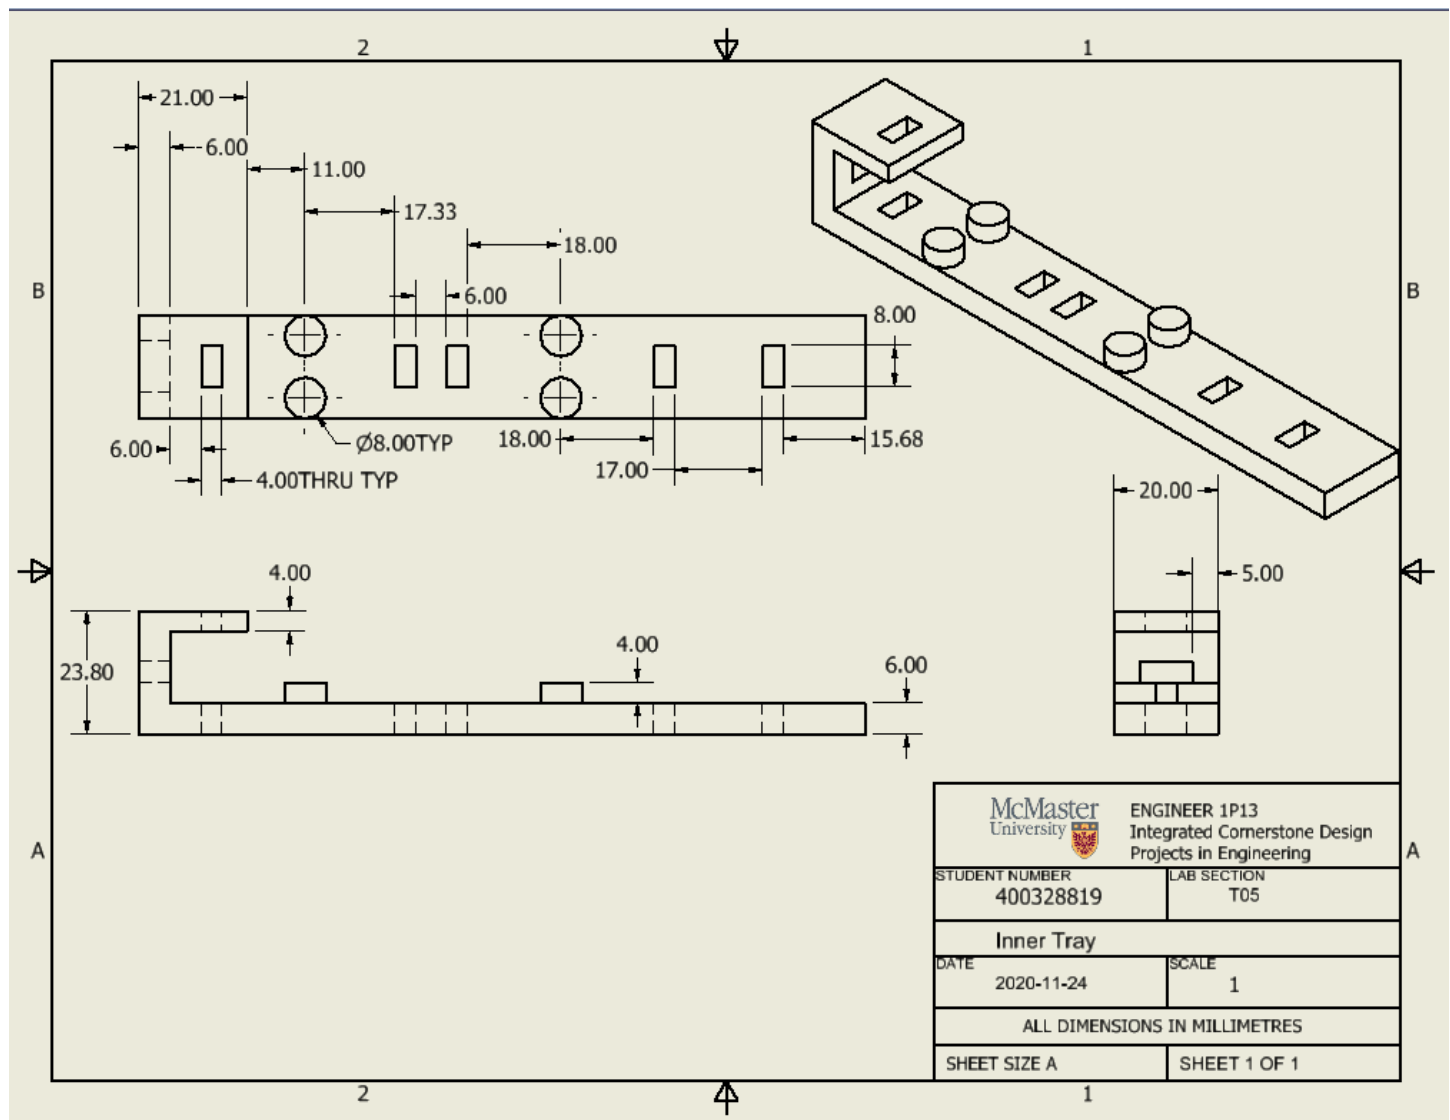 2
1
21.00
6.00
11.00
17.33
18.00
6.00
8.00
B
B
Ø8.00TYP
18.00
15.68
6.00
17.00
4.00THRU TYP
20.00
4.00
5.00
4.00
23.80
6.00
McMaster
University
ENGINEER 1P13
Integrated Cornerstone Design
Projects in Engineering
A
A
STUDENT NUMBER
400328819
LAB SECTION
T05
Inner Tray
DATE
2020-11-24
SCALE
1
ALL DIMENSIONS IN MILLIMETRES
SHEET SIZE A
SHEET 1 OF 1
2
1